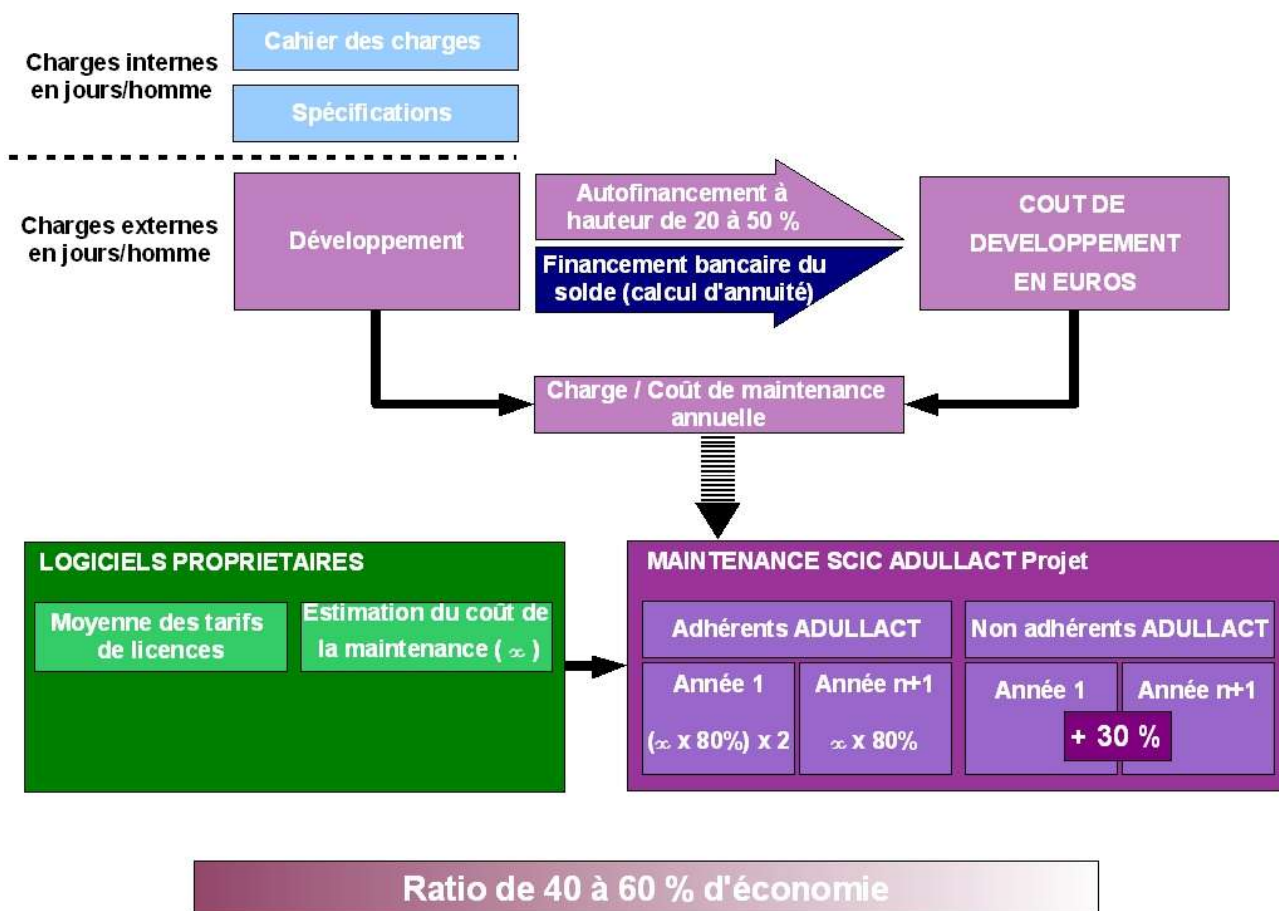 Charges internes
en jours/homme
Cahier des charges
Spécifications
Charges externes
en jours/homme
Développement
Autofinancement à
hauteur de 20 à 50 %
Financement bancaire du
solde (calcul d'annuité)
COUT DE
DEVELOPPEMENT
EN EUROS
Charge / Coût de maintenance
annuelle
LOGICIELS PROPRIETAIRES
Moyenne des tarifs
de licences
Estimation du coût de
la maintenance ( ∝ )
MAINTENANCE SCIC ADULLACT Projet
Adhérents ADULLACT
Année 1
(∝ x 80%) x 2
Année n+1
∝ x 80%
Non adhérents ADULLACT
Année 1
Année n+1
+ 30 %
Ratio de 40 à 60 % d'économie